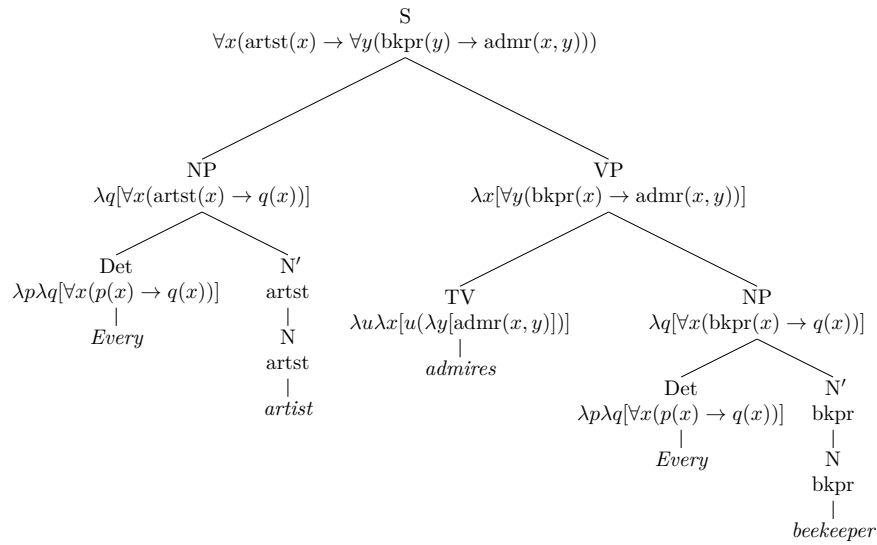 S
∀x(artst(x) → ∀y(bkpr(y) → admr(x, y)))
NP
λq[∀x(artst(x) → q(x))]
VP
λx[∀y(bkpr(x) → admr(x, y))]
Det
λpλq[∀x(p(x) → q(x))]
Every
N′
artst
N
artst
artist
TV
λuλx[u(λy[admr(x, y)])]
admires
NP
λq[∀x(bkpr(x) → q(x))]
Det
λpλq[∀x(p(x) → q(x))]
Every
N′
bkpr
N
bkpr
beekeeper